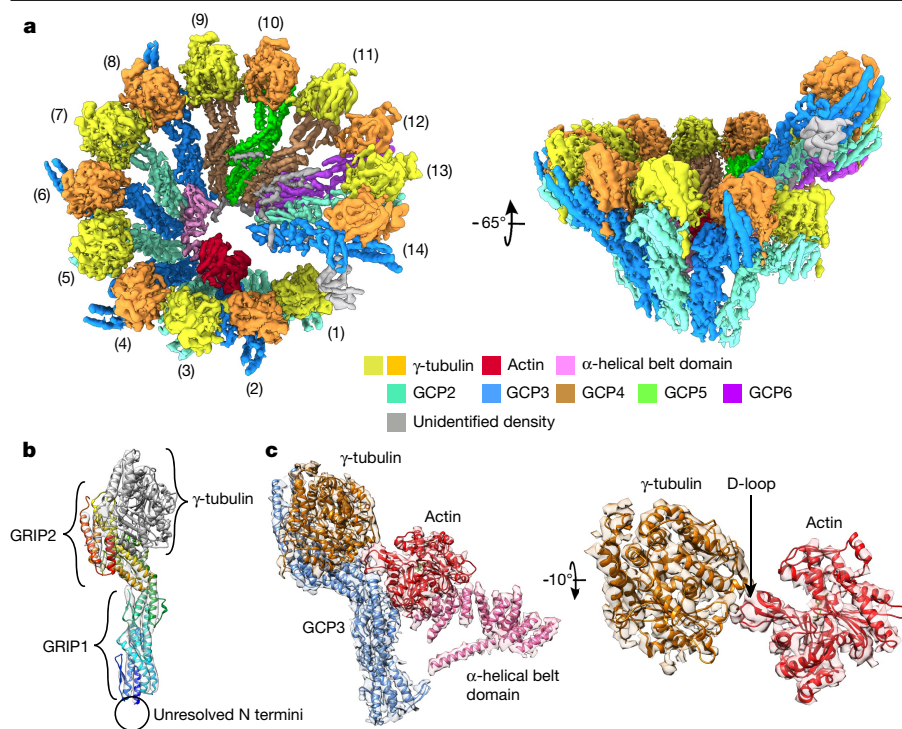 a
(9)
(10)
(8)
(11)
(7)
(12)
(6)
(13)
(14)
(5)
(4)
(3)
(2)
(1)
-65°
γ-tubulin
Actin
α-helical belt domain
GCP2
GCP3
GCP4
GCP5
GCP6
Unidentified density
b
GRIP2
γ-tubulin
GRIP1
Unresolved N termini
c
γ-tubulin
Actin
GCP3
α-helical belt
domain
-10°
γ-tubulin
D-loop
Actin